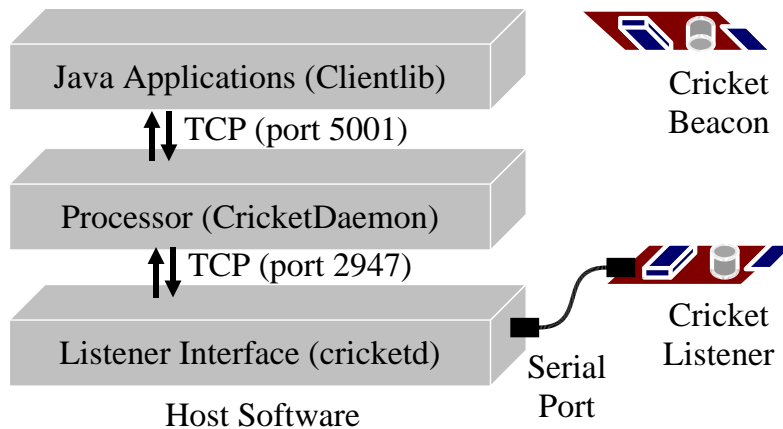 Java Applications (Clientlib)
TCP (port 5001)
Processor (CricketDaemon)
TCP (port 2947)
Listener Interface (cricketd)
Host Software
Cricket
Beacon
Cricket
Listener
Serial
Port